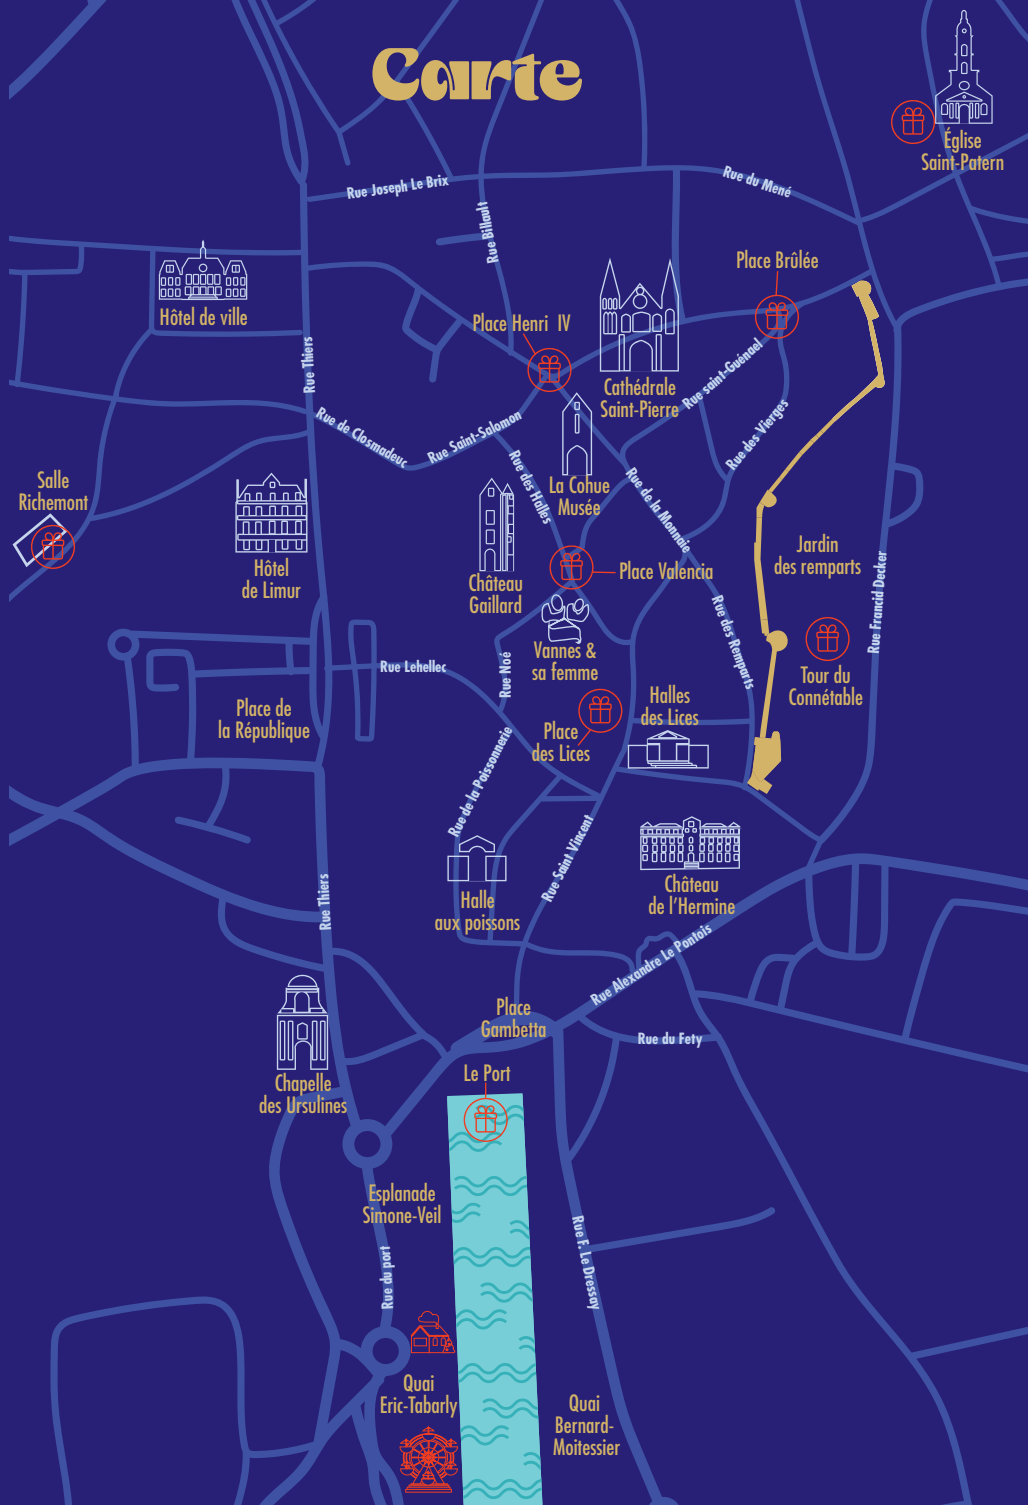 Carte
Église
Saint-Patern
Rue Joseph Le Brix
Rue du Mené
Rue Billault
Place Brûlée
Hôtel de ville
Place Henri IV
Rue Thiers
Cathédrale
Saint-Pierre
Rue saint-Guénael
Rue de Closmadeuc
Rue Saint-Salomon
Rue des Vierges
Salle
Richemont
Rue des Halles
La Cohue
Musée
Rue de la Monnaie
Hôtel
de Limur
Château
Gaillard
Place Valencia
Jardin
des remparts
Rue Francid Decker
Rue des Remparts
Vannes &
sa femme
Rue Lehellec
Rue Noé
Tour du
Connétable
Place de
la République
Halles
des Lices
Place
des Lices
Rue de la Poissonnerie
Rue Saint Vincent
Château
de l'Hermine
Rue Thiers
Halle
aux poissons
Rue Alexandre Le Pontois
Place
Gambetta
Rue du Fety
Le Port
Chapelle
des Ursulines
Esplanade
Simone-Veil
Rue du port
Rue F. Le Dressay
Quai
Eric-Tabarly
Quai
Bernard-
Moitessier